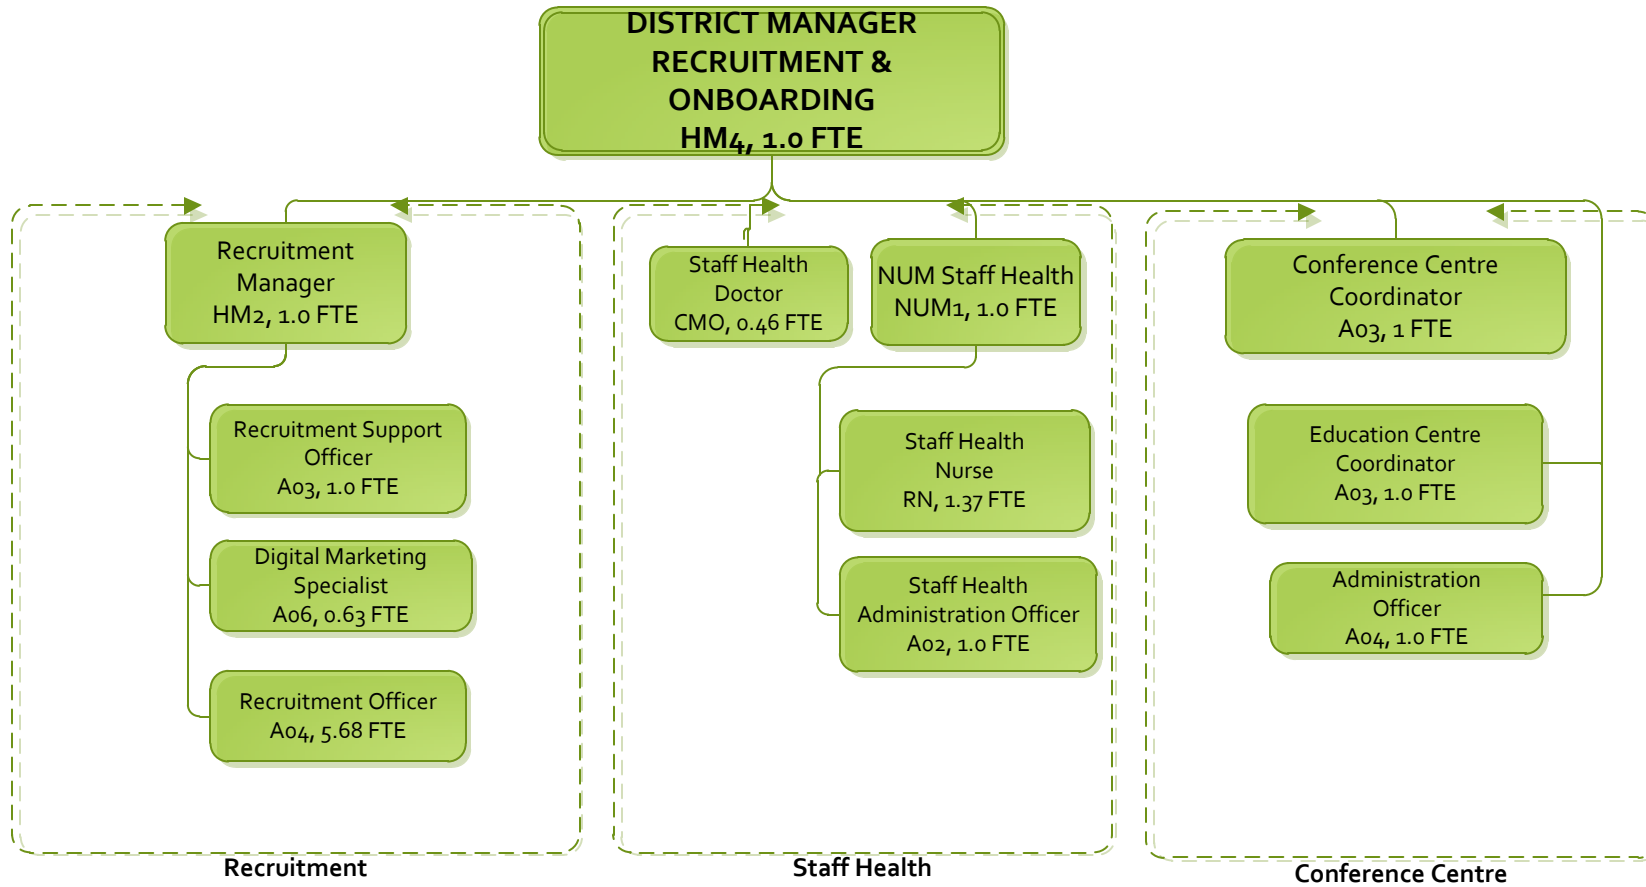 DISTRICT MANAGER
RECRUITMENT &
ONBOARDING
HM4, 1.0 FTE
Recruitment
Manager
HM2, 1.0 FTE
Recruitment Support
Officer
A03, 1.0 FTE
Digital Marketing
Specialist
A06, 0.63 FTE
Recruitment Officer
A04, 5.68 FTE
Recruitment
Staff Health
Doctor
CMO, 0.46 FTE
NUM Staff Health
NUM1, 1.0 FTE
Staff Health
Nurse
RN, 1.37 FTE
Staff Health
Administration Officer
A02, 1.0 FTE
Staff Health
Conference Centre
Coordinator
A03, 1 FTE
Education Centre
Coordinator
A03, 1.0 FTE
Administration
Officer
A04, 1.0 FTE
Conference Centre